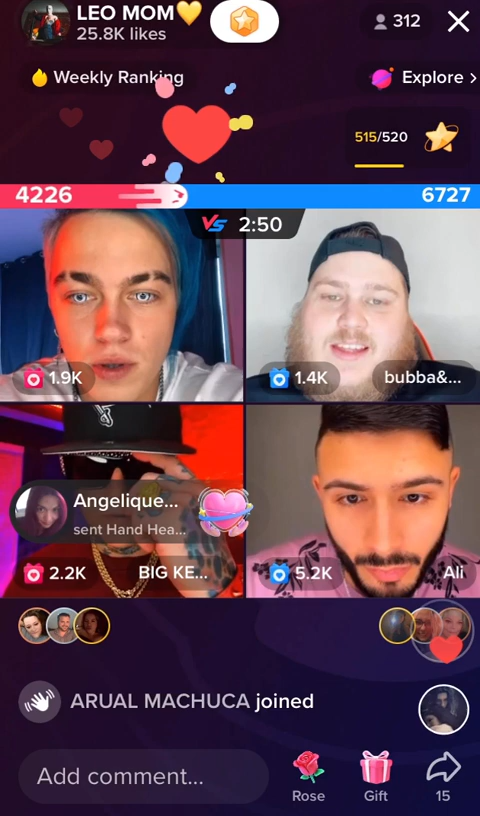 LEO MOM💛
25.8K likes
312
Weekly Ranking
Explore >
515/520
4226
6727
VS 2:50
1.9K
1.4K
bubba&...
Angelique...
sent Hand Hea...
2.2K
BIG KE...
5.2K
Ali
ARUAL MACHUCA joined
Add comment...
Rose
Gift
15